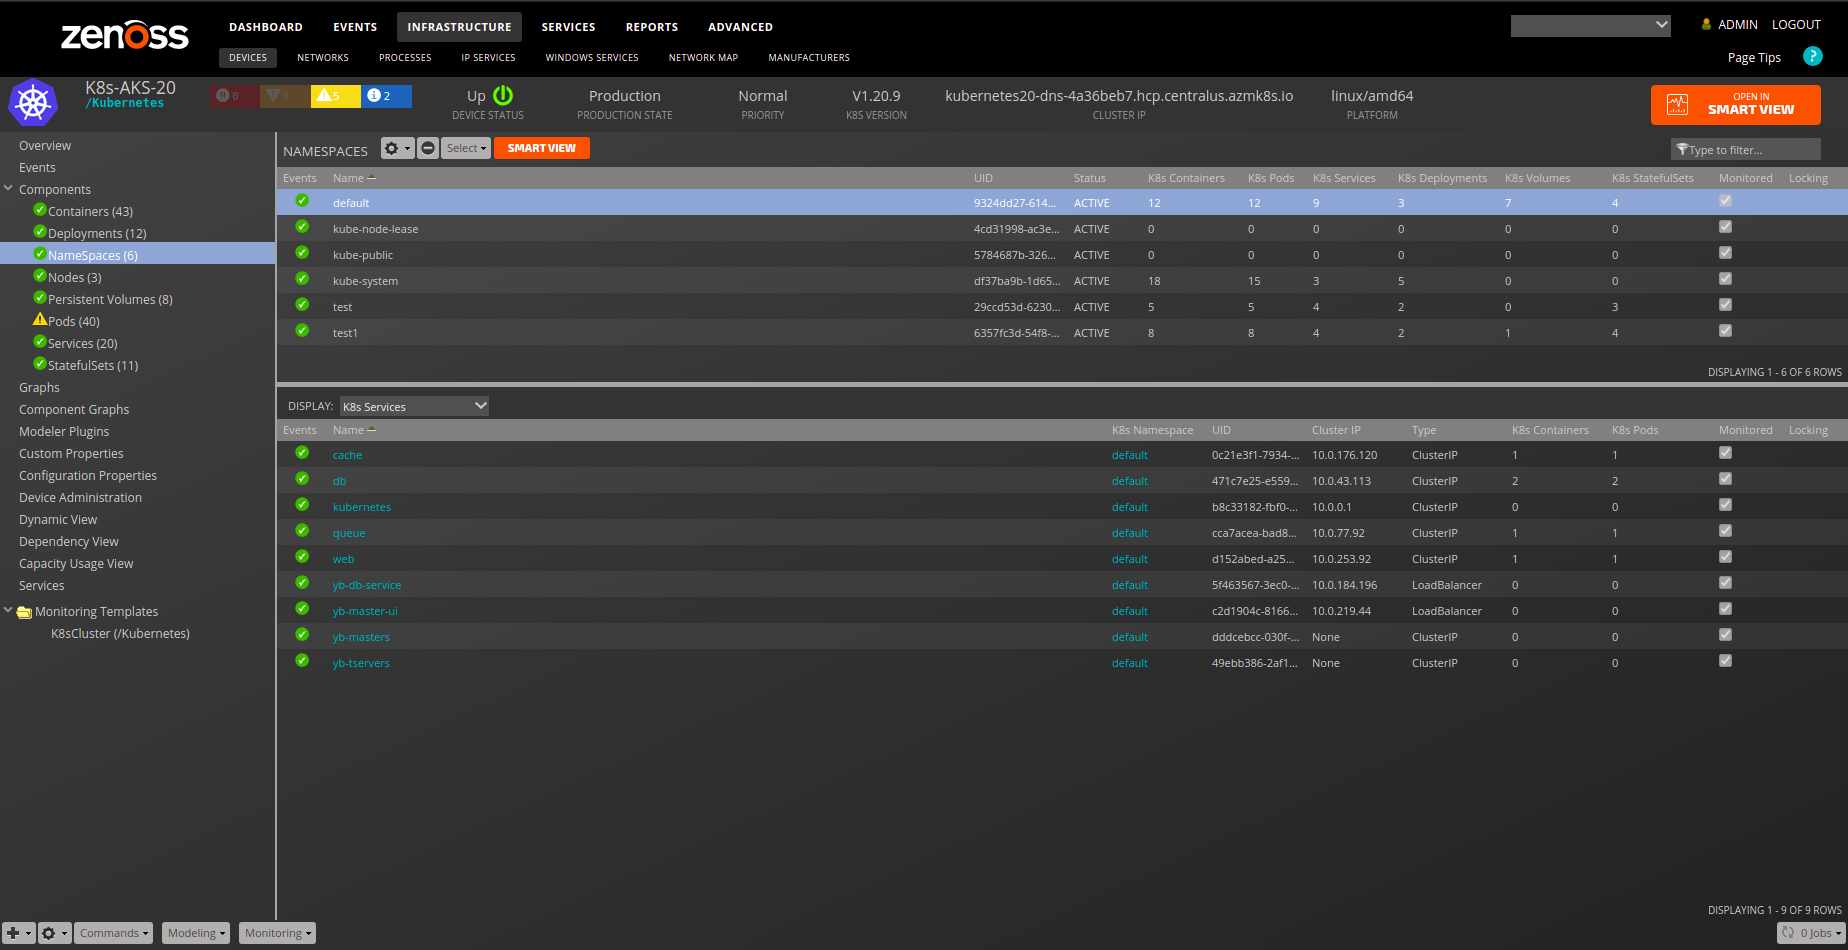 zenoss
DASHBOARD EVENTS INFRASTRUCTURE SERVICES REPORTS ADVANCED
ADMIN LOGOUT
DEVICES NETWORKS PROCESSES IP SERVICES WINDOWS SERVICES NETWORK MAP MANUFACTURERS
Page Tips ?
K8s-AKS-20
/Kubernetes
0 0 5 2
Up Production Normal V1.20.9 kubernetes20-dns-4a36beb7.hcp.centralus.azmk8s.io linux/amd64
DEVICE STATUS PRODUCTION STATE PRIORITY K8S VERSION CLUSTER IP PLATFORM
OPEN IN
SMART VIEW
Overview
Events
Components
Containers (43)
Deployments (12)
NameSpaces (6)
Nodes (3)
Persistent Volumes (8)
Pods (40)
Services (20)
StatefulSets (11)
Graphs
Component Graphs
Modeler Plugins
Custom Properties
Configuration Properties
Device Administration
Dynamic View
Dependency View
Capacity Usage View
Services
Monitoring Templates
K8sCluster (/Kubernetes)
NAMESPACES Select SMART VIEW Type to filter...
Events Name UID Status K8s Containers K8s Pods K8s Services K8s Deployments K8s Volumes K8s StatefulSets Monitored Locking
default 9324dd27-614... ACTIVE 12 12 9 3 7 4
kube-node-lease 4cd31998-ac3e... ACTIVE 0 0 0 0 0 0
kube-public 5784687b-326... ACTIVE 0 0 0 0 0 0
kube-system df37ba9b-1d65... ACTIVE 18 15 3 5 0 0
test 29ccd53d-6230... ACTIVE 5 5 4 2 0 3
test1 6357fc3d-54f8-... ACTIVE 8 8 4 2 1 4
DISPLAYING 1 - 6 OF 6 ROWS
DISPLAY: K8s Services
Events Name K8s Namespace UID Cluster IP Type K8s Containers K8s Pods Monitored Locking
cache default 0c21e3f1-7934-... 10.0.176.120 ClusterIP 1 1
db default 471c7e25-e559... 10.0.43.113 ClusterIP 2 2
kubernetes default b8c33182-fbf0-... 10.0.0.1 ClusterIP 0 0
queue default cca7acea-bad8... 10.0.77.92 ClusterIP 1 1
web default d152abed-a25... 10.0.253.92 ClusterIP 1 1
yb-db-service default 5f463567-3ec0-... 10.0.184.196 LoadBalancer 0 0
yb-master-ui default c2d1904c-8166... 10.0.219.44 LoadBalancer 0 0
yb-masters default dddcebcc-030f-... None ClusterIP 0 0
yb-tservers default 49ebb386-2af1... None ClusterIP 0 0
DISPLAYING 1 - 9 OF 9 ROWS
Commands Modeling Monitoring 0 Jobs